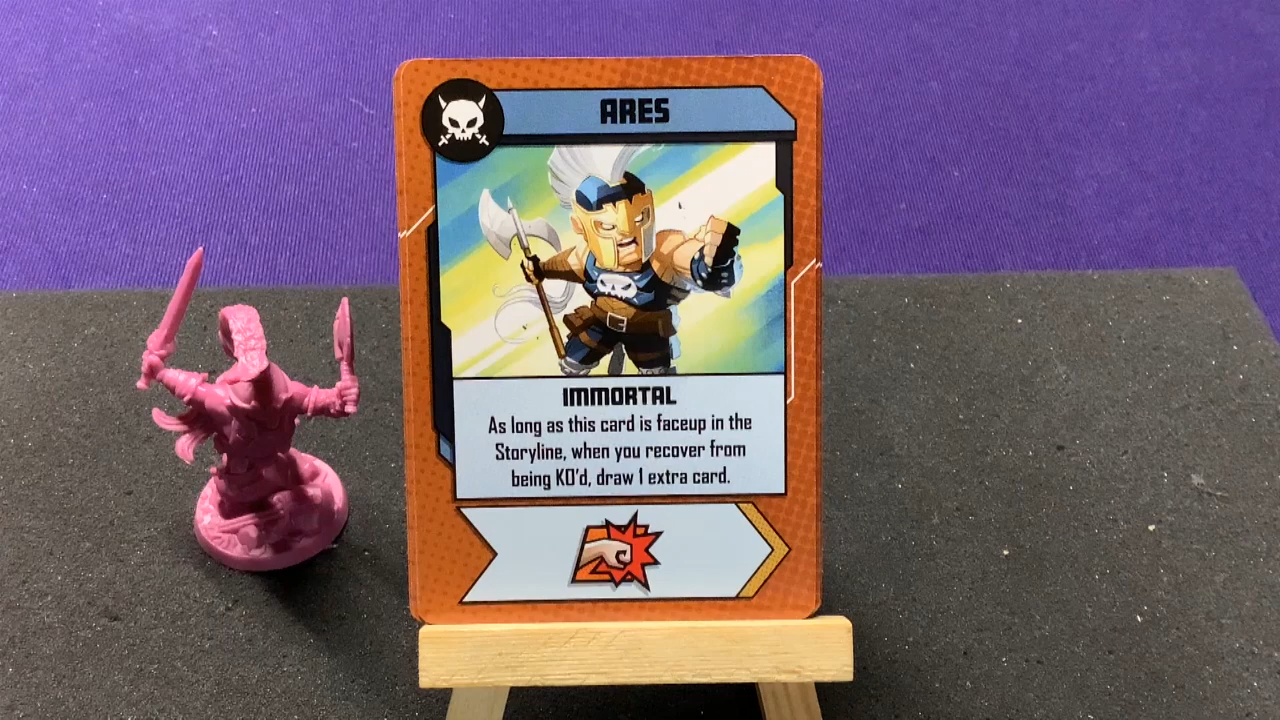 ARES
IMMORTAL
As long as this card is faceup in the
Storyline, when you recover from
being KO'd, draw 1 extra card.